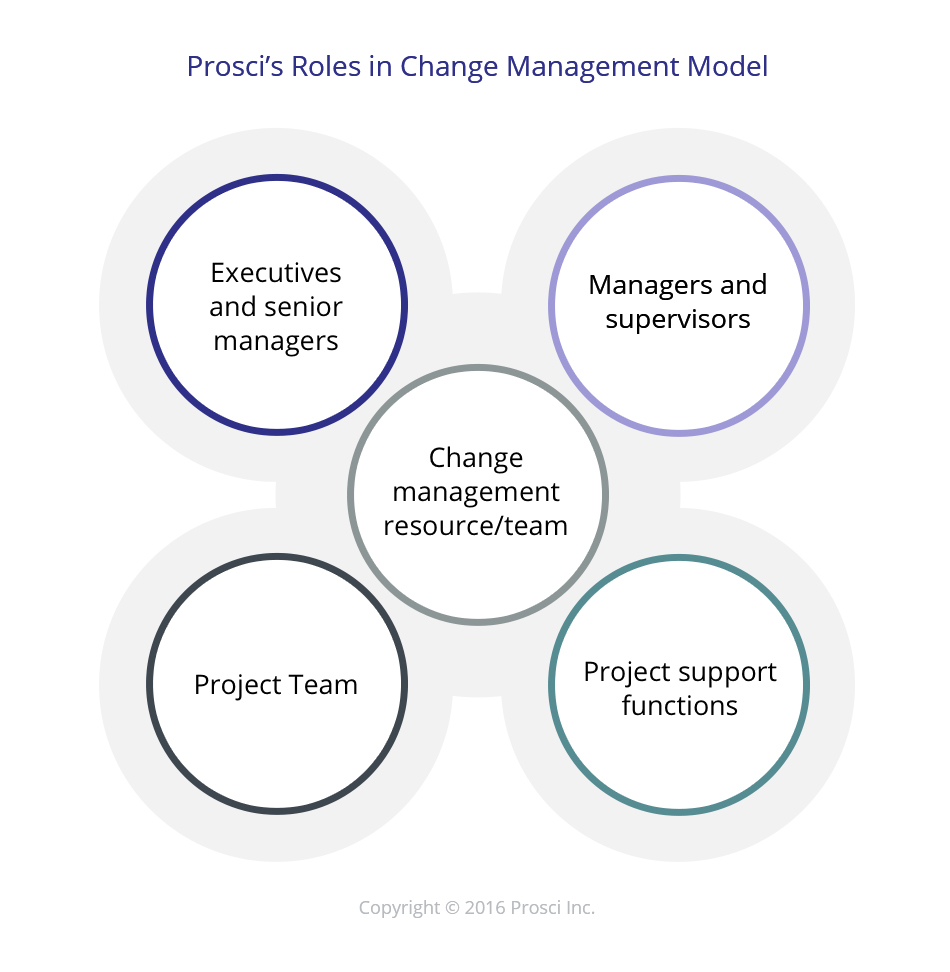 Prosci’s Roles in Change Management Model
Executives
and senior
managers
Managers and
supervisors
Change
management
resource/team
Project Team
Project support
functions
Copyright © 2016 Prosci Inc.